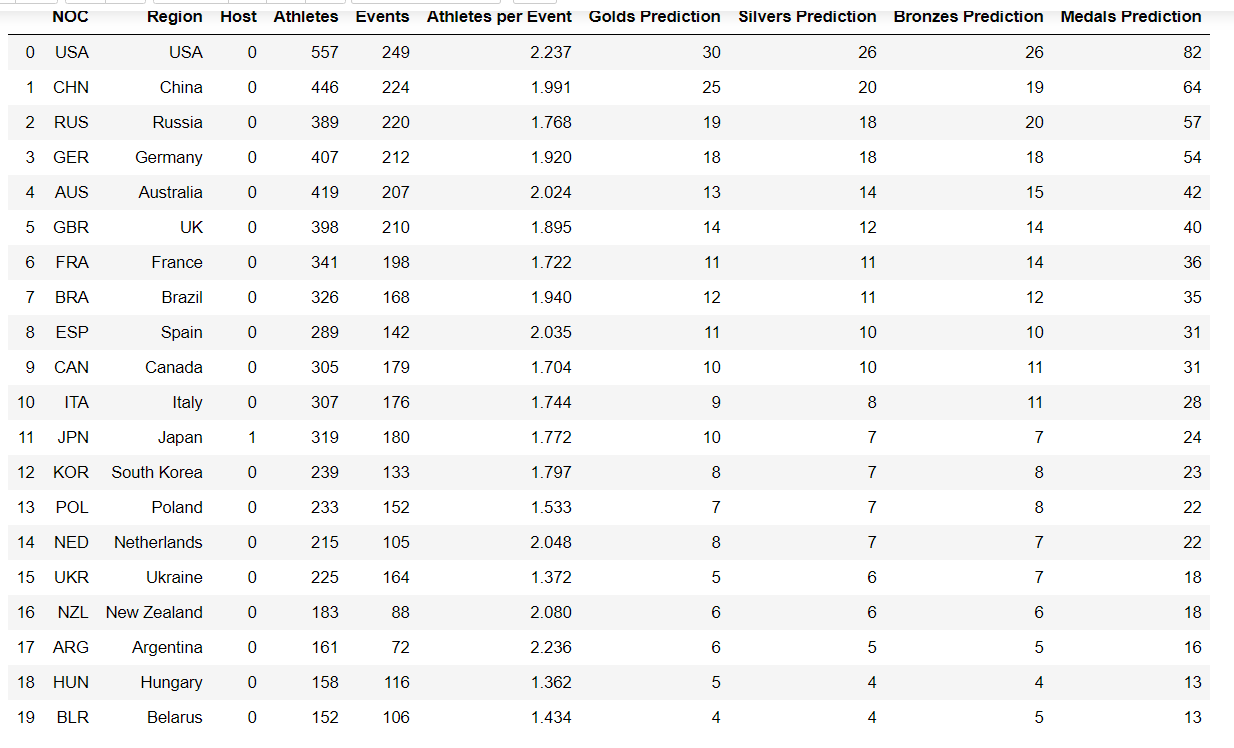 NOC Region Host Athletes Events Athletes per Event Golds Prediction Silvers Prediction Bronzes Prediction Medals Prediction
0 USA USA 0 557 249 2.237 30 26 26 82
1 CHN China 0 446 224 1.991 25 20 19 64
2 RUS Russia 0 389 220 1.768 19 18 20 57
3 GER Germany 0 407 212 1.920 18 18 18 54
4 AUS Australia 0 419 207 2.024 13 14 15 42
5 GBR UK 0 398 210 1.895 14 12 14 40
6 FRA France 0 341 198 1.722 11 11 14 36
7 BRA Brazil 0 326 168 1.940 12 11 12 35
8 ESP Spain 0 289 142 2.035 11 10 10 31
9 CAN Canada 0 305 179 1.704 10 10 11 31
10 ITA Italy 0 307 176 1.744 9 8 11 28
11 JPN Japan 1 319 180 1.772 10 7 7 24
12 KOR South Korea 0 239 133 1.797 8 7 8 23
13 POL Poland 0 233 152 1.533 7 7 8 22
14 NED Netherlands 0 215 105 2.048 8 7 7 22
15 UKR Ukraine 0 225 164 1.372 5 6 7 18
16 NZL New Zealand 0 183 88 2.080 6 6 6 18
17 ARG Argentina 0 161 72 2.236 6 5 5 16
18 HUN Hungary 0 158 116 1.362 5 4 4 13
19 BLR Belarus 0 152 106 1.434 4 4 5 13